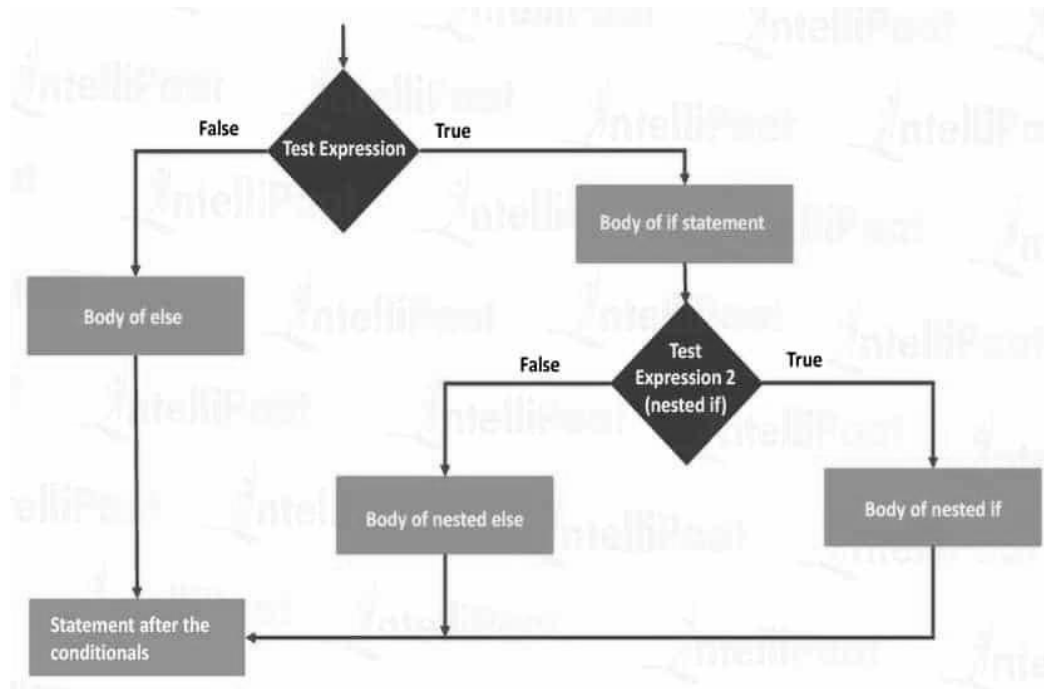 False
Test Expression
True
Body of if statement
Body of else
False
Test
Expression 2
(nested if)
True
Body of nested else
Body of nested if
Statement after the
conditionals